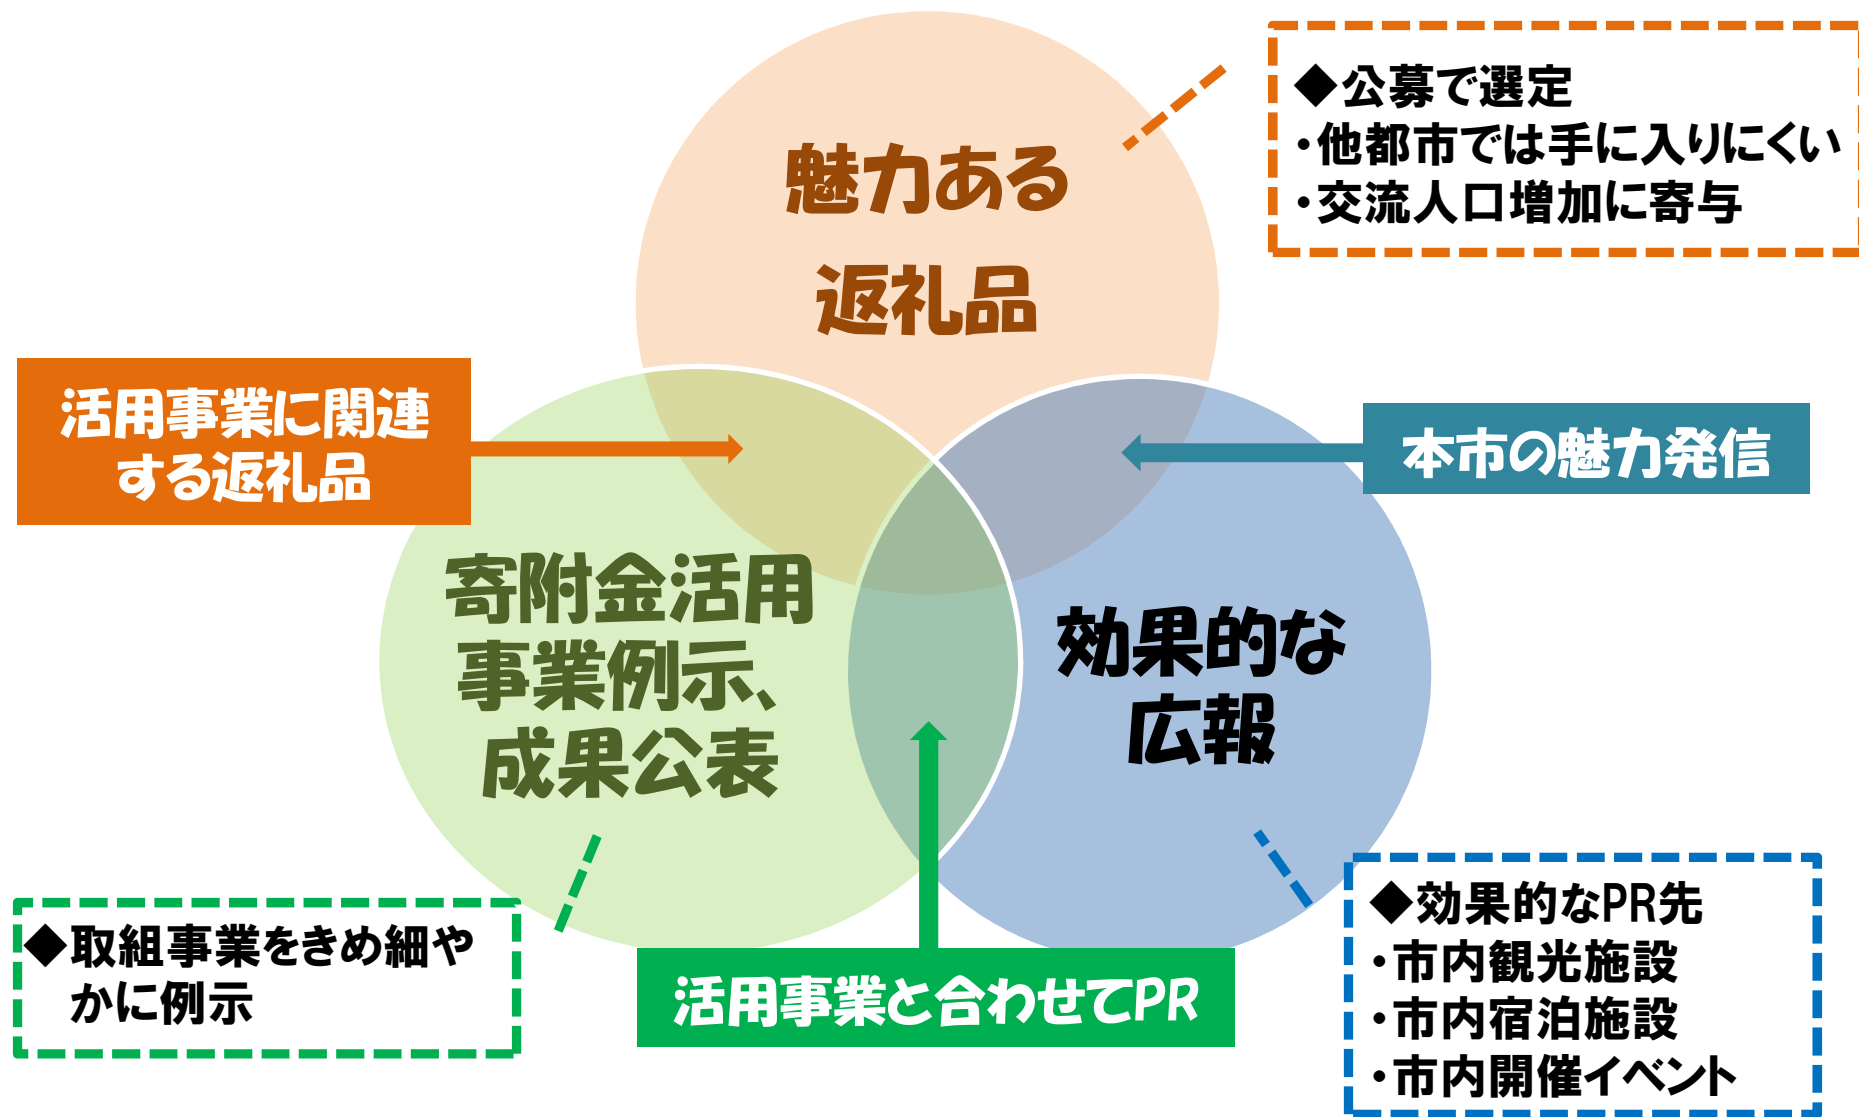 ◆公募で選定
・他都市では手に入りにくい
・交流人口増加に寄与
魅力ある
返礼品
活用事業に関連
する返礼品
本市の魅力発信
寄附金活用
事業例示、
成果公表
効果的な
広報
◆取組事業をきめ細や
かに例示
活用事業と合わせてPR
◆効果的なPR先
・市内観光施設
・市内宿泊施設
・市内開催イベント